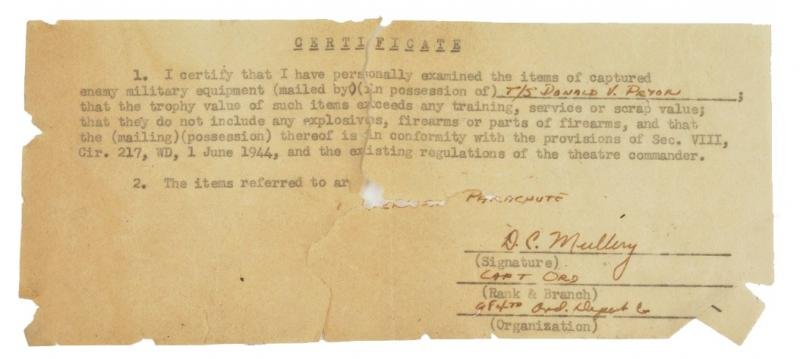 CERTIFICATE
1. I certify that I have personally examined the items of captured
enemy military equipment (mailed by)(in possession of) T/5 DONALD V. PEYON;
that the trophy value of such items exceeds any training, service or scrap value;
that they do not include any explosives, firearms or parts of firearms, and that
the (mailing)(possession) thereof is in conformity with the provisions of Sec. VIII,
Cir. 217, WD, 1 June 1944, and the existing regulations of the theatre commander.
2. The items referred to ar
PARACHUTE
D. C. Mullery
(Signature)
CAPT ORD
(Rank & Branch)
Ord. Depot Co
(Organization)